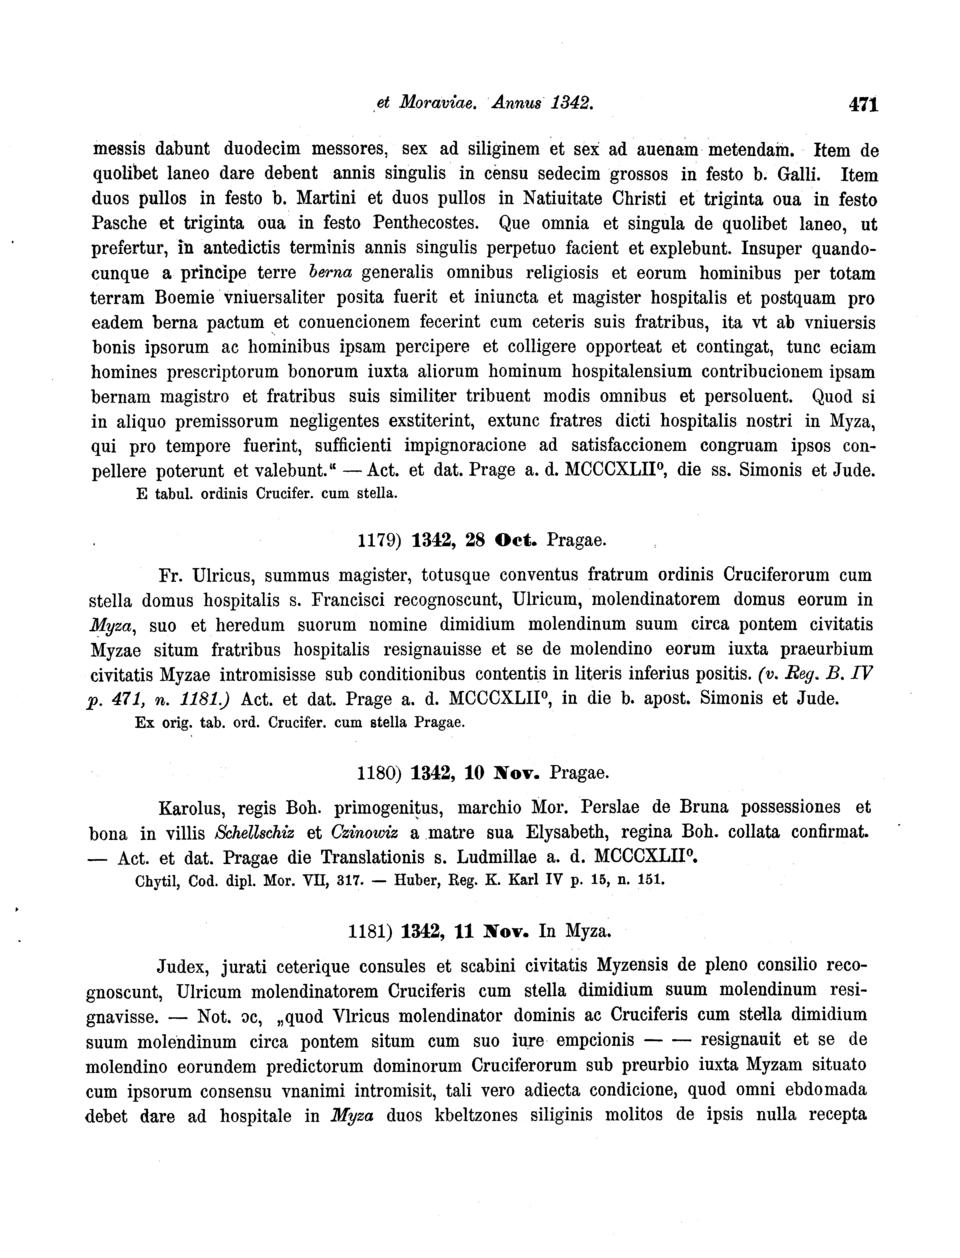 et Moraviae. Annus 1342. 471
messis dabunt duodecim messores, sex ad siliginem et sex ad auenam metendam. Item de
quolibet laneo dare debent annis singulis in censu sedecim grossos in festo b. Galli. Item
duos pullos in festo b. Martini et duos pullos in Natiuitate Christi et triginta oua in festo
Pasche et triginta oua in festo Penthecostes. Que omnia et singula de quolibet laneo, ut
prefertur, in antedictis terminis annis singulis perpetuo facient et explebunt. Insuper quando-
cunque a principe terre berna generalis omnibus religiosis et eorum hominibus per totam
terram Boemie vniuersaliter posita fuerit et iniuncta et magister hospitalis et postquam pro
eadem berna pactum et conuencionem fecerint cum ceteris suis fratribus, ita vt ab vniuersis
bonis ipsorum ac hominibus ipsam percipere et colligere opporteat et contingat, tunc eciam
homines prescriptorum bonorum iuxta aliorum hominum hospitalensium contribucionem ipsam
bernam magistro et fratribus suis similiter tribuent modis omnibus et persoluent. Quod si
in aliquo premissorum negligentes exstiterint, extunc fratres dicti hospitalis nostri in Myza,
qui pro tempore fuerint, sufficienti impignoracione ad satisfaccionem congruam ipsos con-
pellere poterunt et valebunt.“ — Act. et dat. Prage a. d. MCCCXLII⁰, die ss. Simonis et Jude.
E tabul. ordinis Crucifer. cum stella.
1179) 1342, 28 Oct. Pragae.
Fr. Ulricus, summus magister, totusque conventus fratrum ordinis Cruciferorum cum
stella domus hospitalis s. Francisci recognoscunt, Ulricum, molendinatorem domus eorum in
Myza, suo et heredum suorum nomine dimidium molendinum suum circa pontem civitatis
Myzae situm fratribus hospitalis resignauisse et se de molendino eorum iuxta praeurbium
civitatis Myzae intromisisse sub conditionibus contentis in literis inferius positis. (v. Reg. B. IV
p. 471, n. 1181.) Act. et dat. Prage a. d. MCCCXLII⁰, in die b. apost. Simonis et Jude.
Ex orig. tab. ord. Crucifer. cum stella Pragae.
1180) 1342, 10 Nov. Pragae.
Karolus, regis Boh. primogenitus, marchio Mor. Perslae de Bruna possessiones et
bona in villis Schellschiz et Czinowiz a matre sua Elysabeth, regina Boh. collata confirmat.
— Act. et dat. Pragae die Translationis s. Ludmillae a. d. MCCCXLII⁰.
Chytil, Cod. dipl. Mor. VII, 317. — Huber, Reg. K. Karl IV p. 15, n. 151.
1181) 1342, 11 Nov. In Myza.
Judex, jurati ceterique consules et scabini civitatis Myzensis de pleno consilio reco-
gnoscunt, Ulricum molendinatorem Cruciferis cum stella dimidium suum molendinum resi-
gnavisse. — Not. ꝛc, „quod Vlricus molendinator dominis ac Cruciferis cum stella dimidium
suum molendinum circa pontem situm cum suo iure empcionis — — resignauit et se de
molendino eorundem predictorum dominorum Cruciferorum sub preurbio iuxta Myzam situato
cum ipsorum consensu vnanimi intromisit, tali vero adiecta condicione, quod omni ebdomada
debet dare ad hospitale in Myza duos kbeltzones siliginis molitos de ipsis nulla recepta